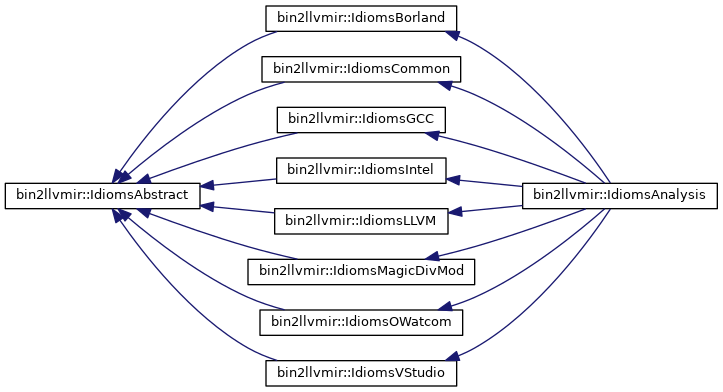 bin2llvmir::IdiomsBorland
bin2llvmir::IdiomsCommon
bin2llvmir::IdiomsGCC
bin2llvmir::IdiomsIntel
bin2llvmir::IdiomsAbstract
bin2llvmir::IdiomsAnalysis
bin2llvmir::IdiomsLLVM
bin2llvmir::IdiomsMagicDivMod
bin2llvmir::IdiomsOWatcom
bin2llvmir::IdiomsVStudio